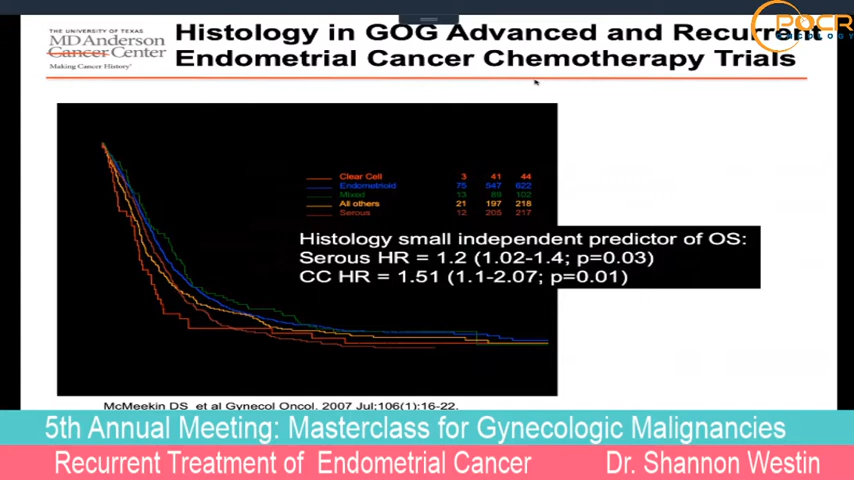 THE UNIVERSITY OF TEXAS
MD Anderson
Cancer Center
Making Cancer History®
Histology in GOG Advanced and Recurrent
Endometrial Cancer Chemotherapy Trials
POCR
ONCOLOGY
Clear Cell 3 41 44
Endometrioid 75 547 622
Mixed 13 89 102
All others 21 197 218
Serous 12 205 217
Histology small independent predictor of OS:
Serous HR = 1.2 (1.02-1.4; p=0.03)
CC HR = 1.51 (1.1-2.07; p=0.01)
McMeekin DS et al Gynecol Oncol. 2007 Jul;106(1):16-22.
5th Annual Meeting: Masterclass for Gynecologic Malignancies
Recurrent Treatment of Endometrial Cancer Dr. Shannon Westin